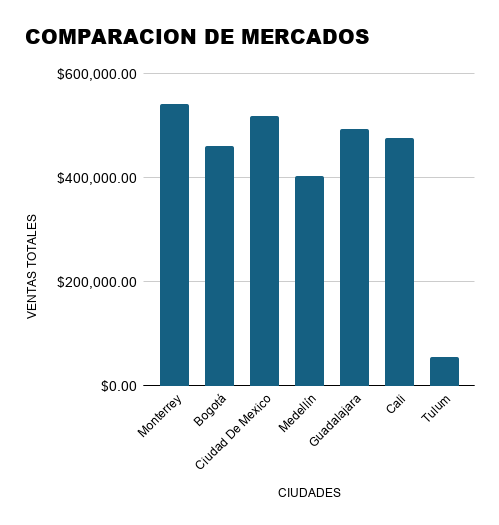 COMPARACION DE MERCADOS
$600,000.00
$400,000.00
$200,000.00
$0.00
VENTAS TOTALES
Monterrey
Bogotá
Ciudad De Mexico
Medellín
Guadalajara
Cali
Tulum
CIUDADES